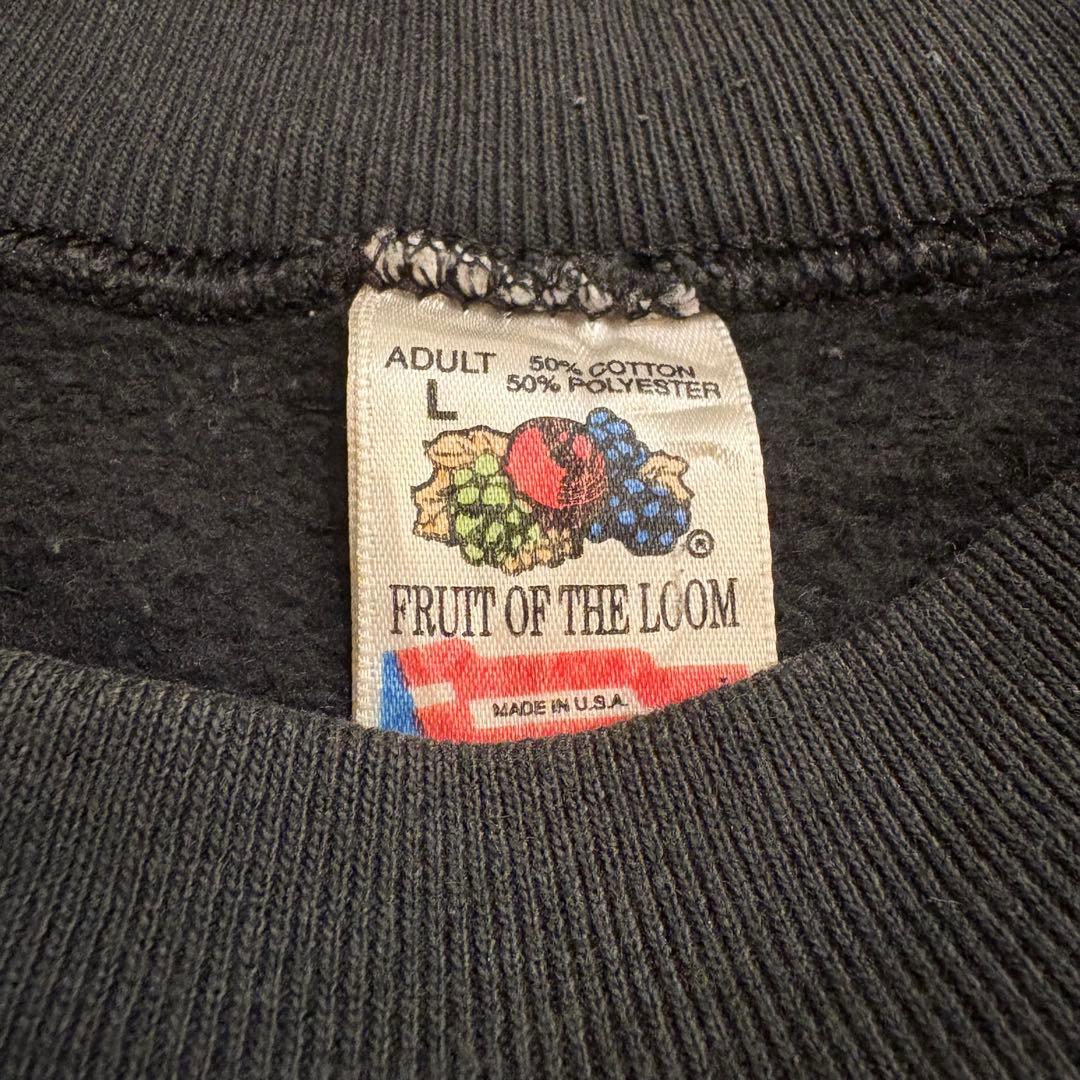 ADULT 50% COTTON
L 50% POLYESTER
®
FRUIT OF THE LOOM
MADE IN U.S.A.